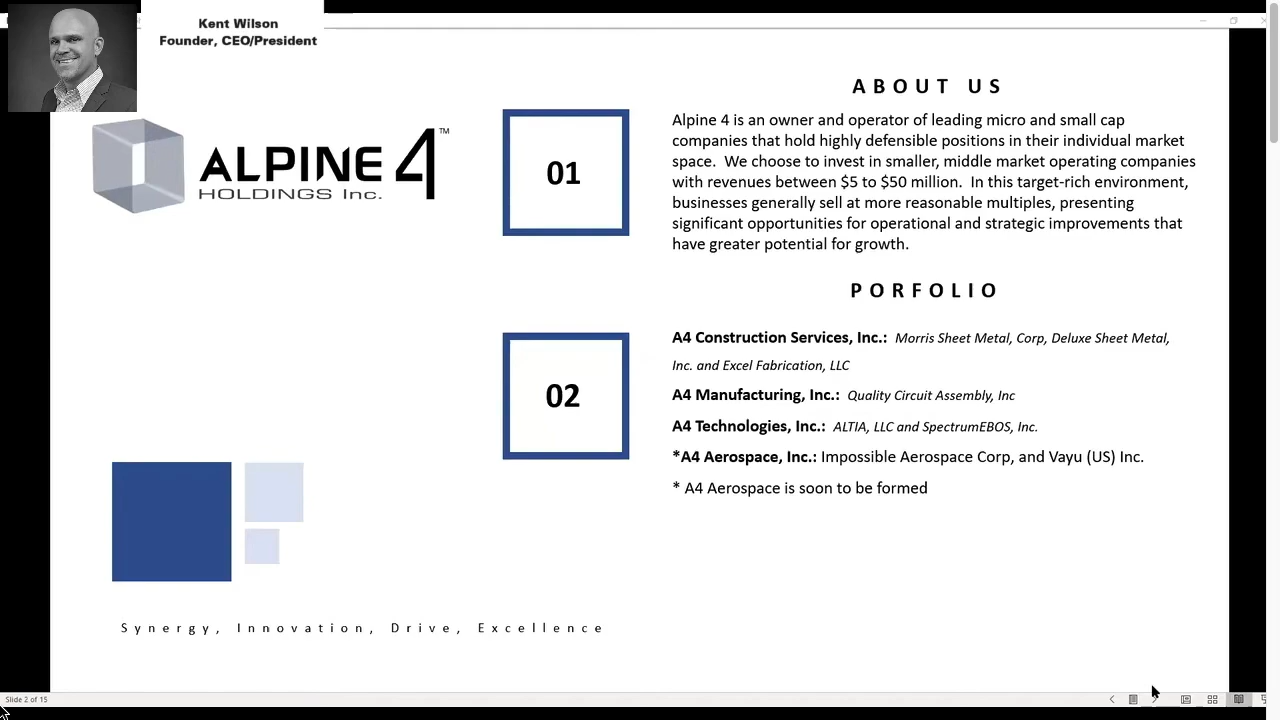 Kent Wilson
Founder, CEO/President
ALPINE 4™
HOLDINGS Inc.
01
ABOUT US
Alpine 4 is an owner and operator of leading micro and small cap
companies that hold highly defensible positions in their individual market
space.  We choose to invest in smaller, middle market operating companies
with revenues between $5 to $50 million.  In this target-rich environment,
businesses generally sell at more reasonable multiples, presenting
significant opportunities for operational and strategic improvements that
have greater potential for growth.
02
PORFOLIO
A4 Construction Services, Inc.:  Morris Sheet Metal, Corp, Deluxe Sheet Metal,
Inc. and Excel Fabrication, LLC
A4 Manufacturing, Inc.:  Quality Circuit Assembly, Inc
A4 Technologies, Inc.:  ALTIA, LLC and SpectrumEBOS, Inc.
*A4 Aerospace, Inc.: Impossible Aerospace Corp, and Vayu (US) Inc.
* A4 Aerospace is soon to be formed
Synergy, Innovation, Drive, Excellence
Slide 2 of 15